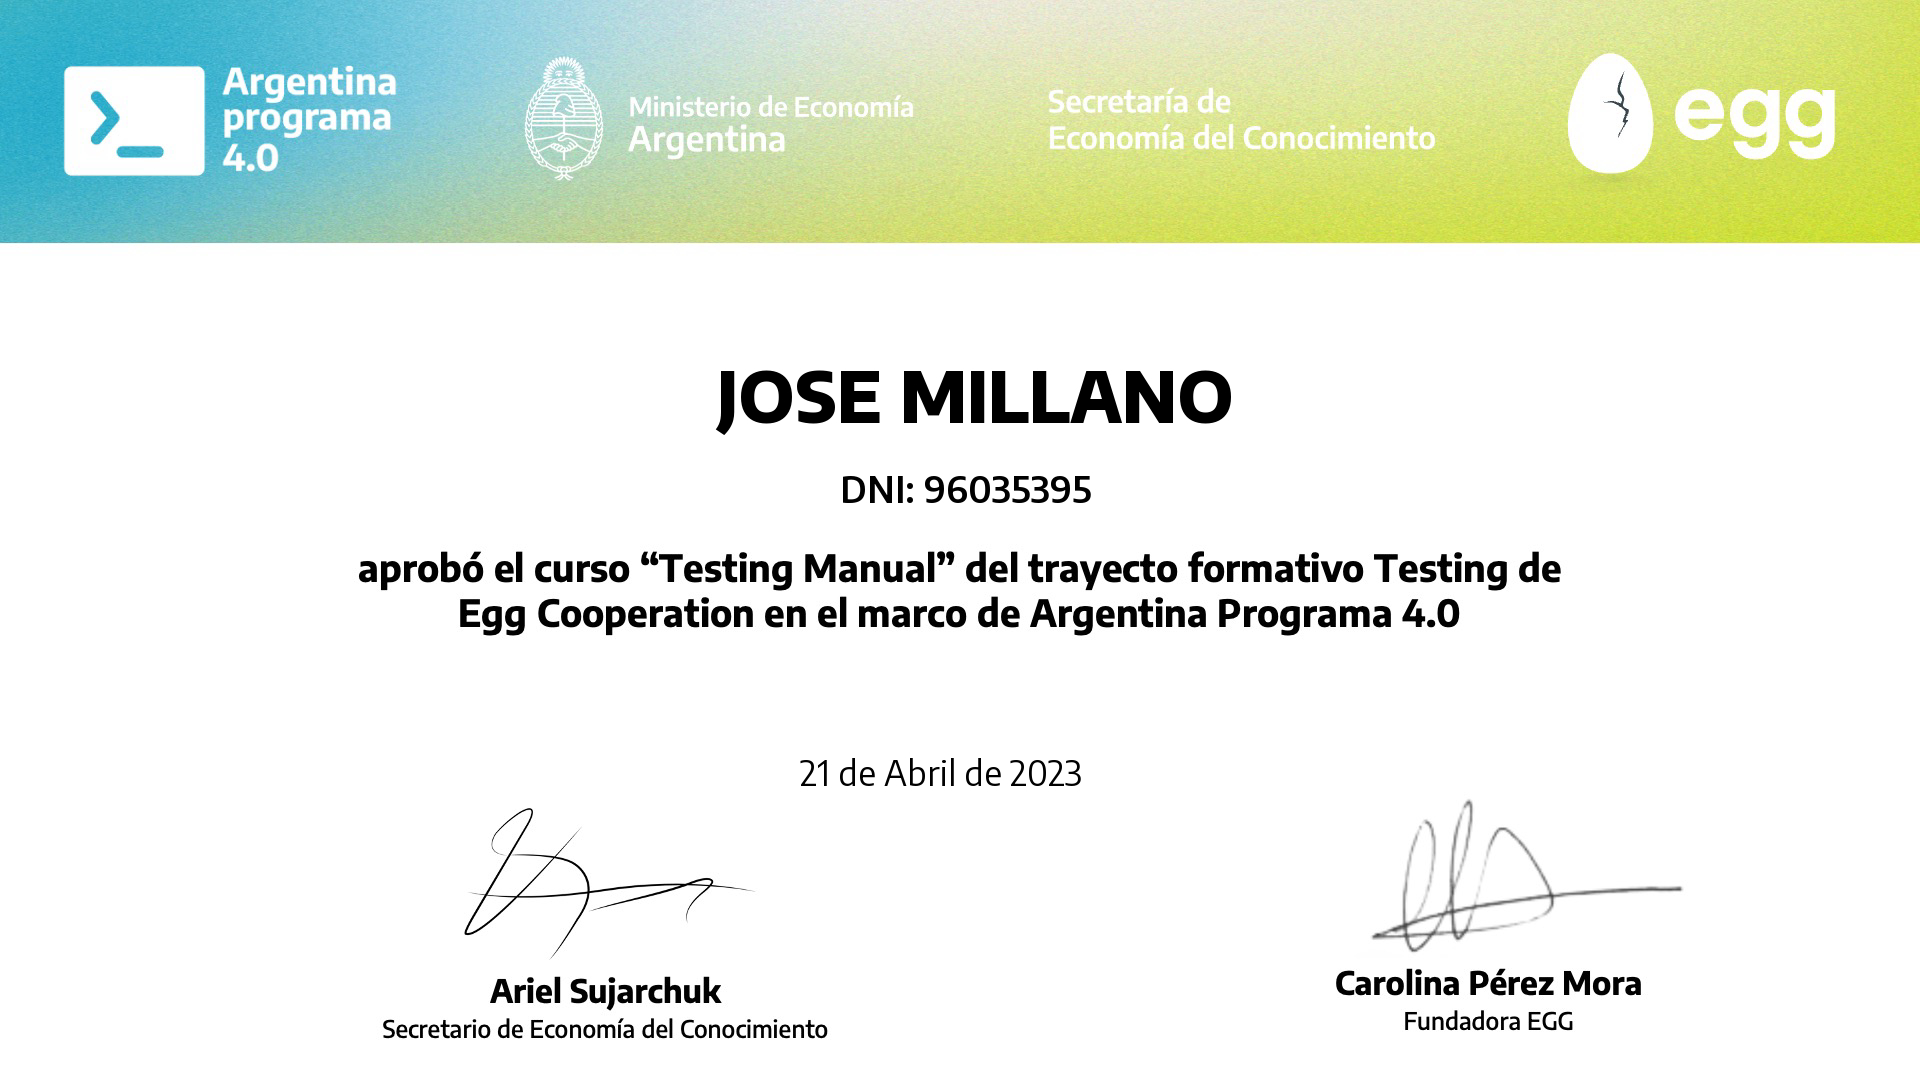 Argentina
programa
4.0
Ministerio de Economía
Argentina
Secretaría de
Economía del Conocimiento
egg
JOSE MILLANO
DNI: 96035395
aprobó el curso “Testing Manual” del trayecto formativo Testing de
Egg Cooperation en el marco de Argentina Programa 4.0
21 de Abril de 2023
Ariel Sujarchuk
Secretario de Economía del Conocimiento
Carolina Pérez Mora
Fundadora EGG